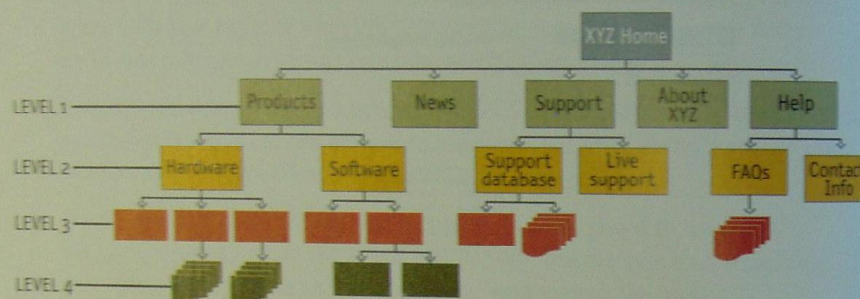 XYZ Home
LEVEL 1
Products
News
Support
About
XYZ
Help
LEVEL 2
Hardware
Software
Support
database
Live
support
FAQs
Contac
Info
LEVEL 3
LEVEL 4